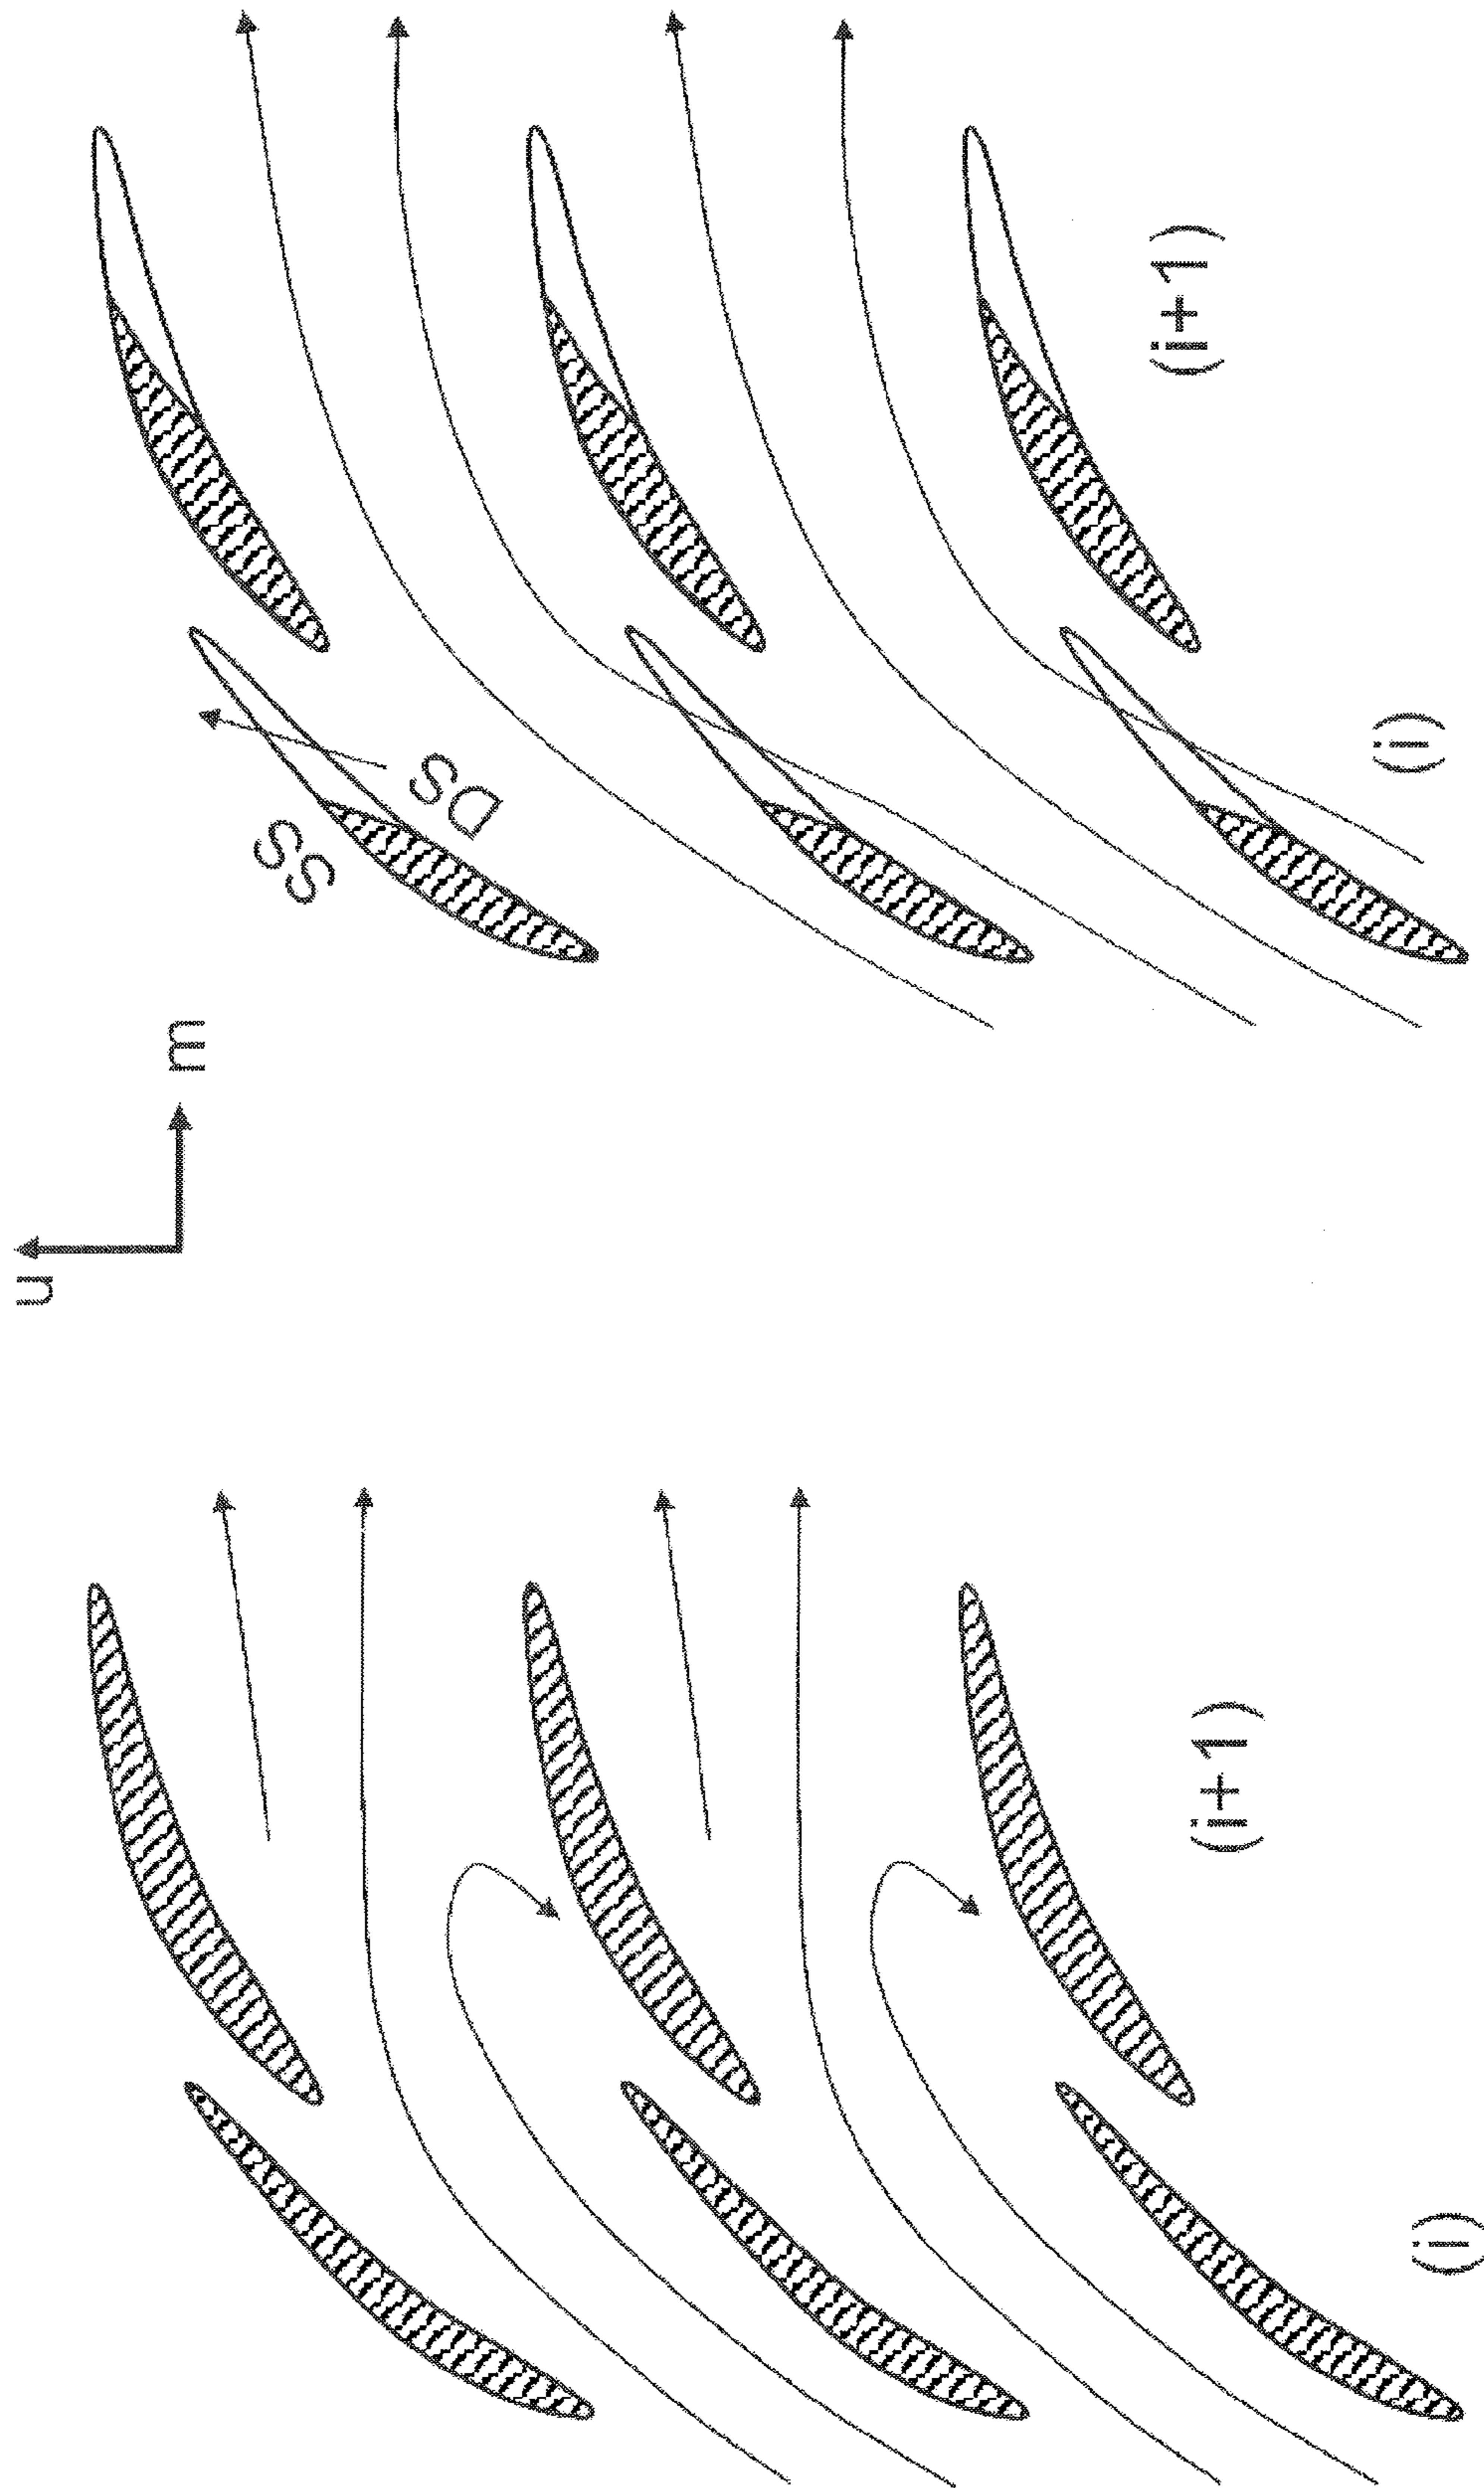 u
m
SS
DS
(i)
(i+1)
(i)
(i+1)